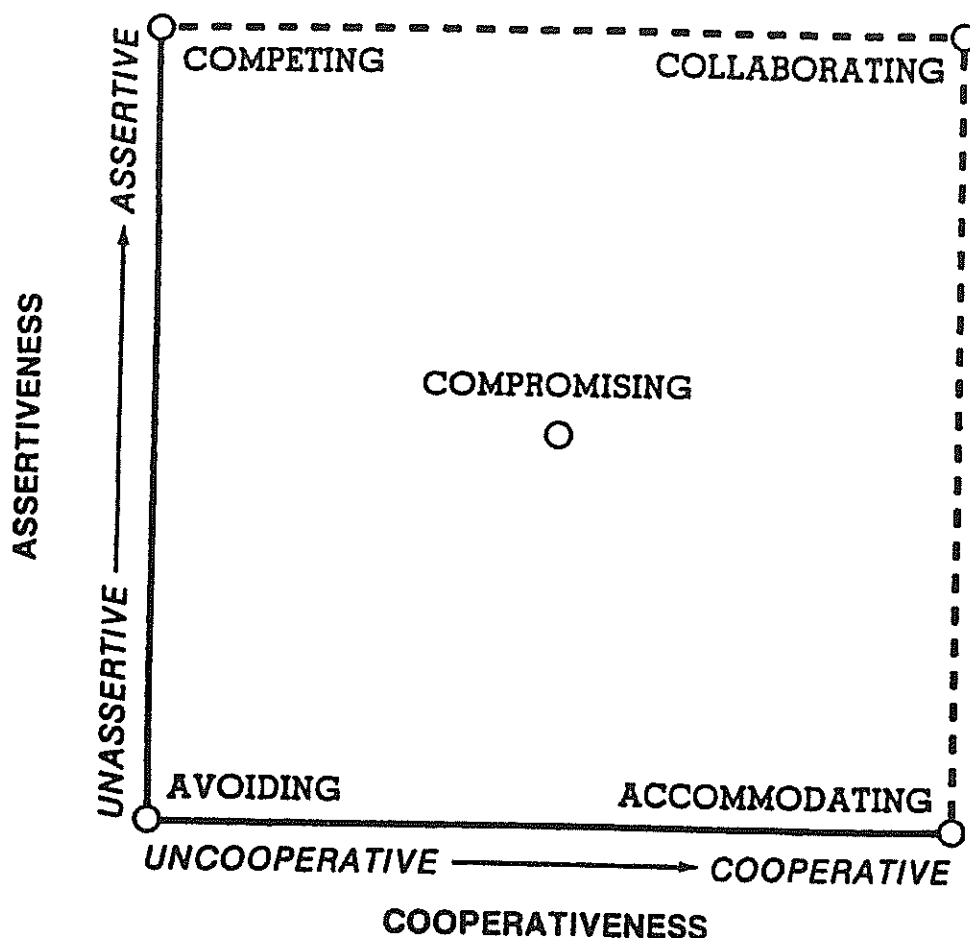 COMPETING
COLLABORATING
ASSERTIVE
ASSERTIVENESS
COMPROMISING
UNASSERTIVE
AVOIDING
ACCOMMODATING
UNCOOPERATIVE
COOPERATIVE
COOPERATIVENESS